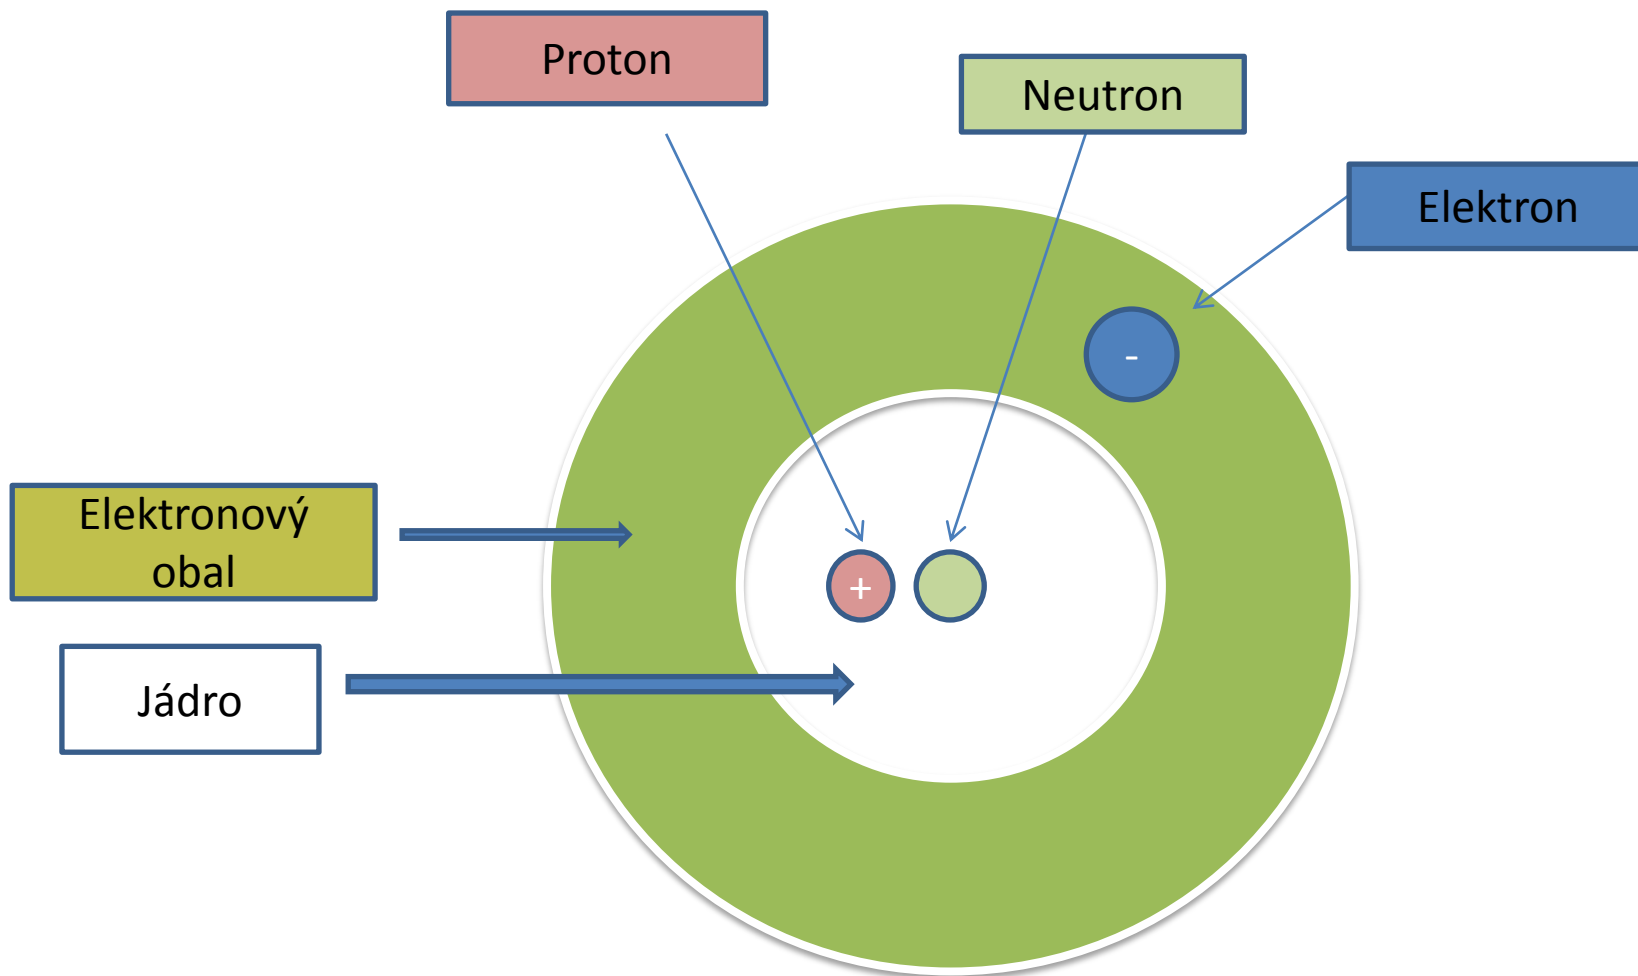 Proton
Neutron
Elektron
-
Elektronový
obal
+
Jádro